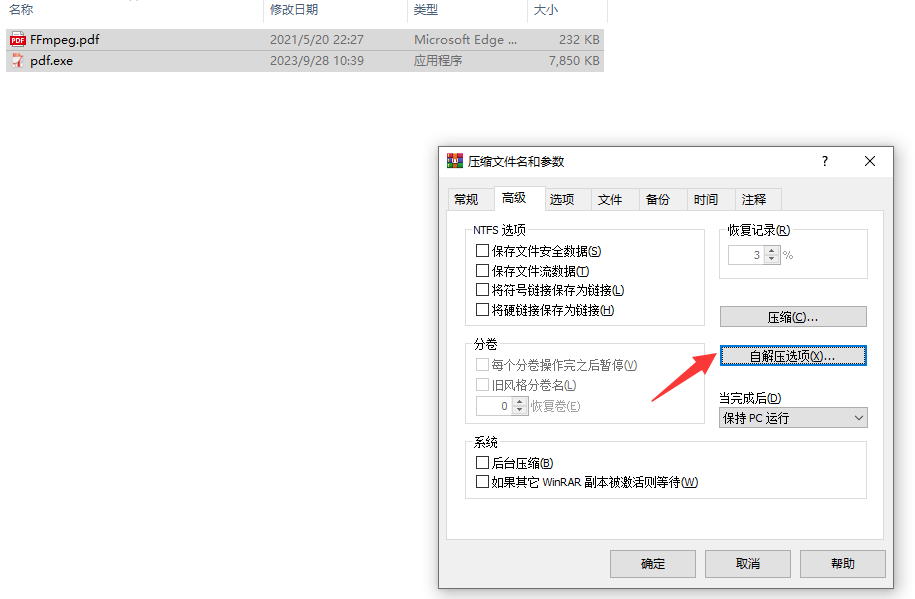 名称 修改日期 类型 大小
FFmpeg.pdf 2021/5/20 22:27 Microsoft Edge ... 232 KB
pdf.exe 2023/9/28 10:39 应用程序 7,850 KB
压缩文件名和参数 ?
常规 高级 选项 文件 备份 时间 注释
NTFS 选项
保存文件安全数据(S)
保存文件流数据(T)
将符号链接保存为链接(L)
将硬链接保存为链接(H)
恢复记录(R)
3 %
压缩(C)...
分卷
每个分卷操作完之后暂停(V)
旧风格分卷名(L)
0 恢复卷(E)
自解压选项(X)...
当完成后(D)
保持 PC 运行
系统
后台压缩(B)
如果其它 WinRAR 副本被激活则等待(W)
确定 取消 帮助